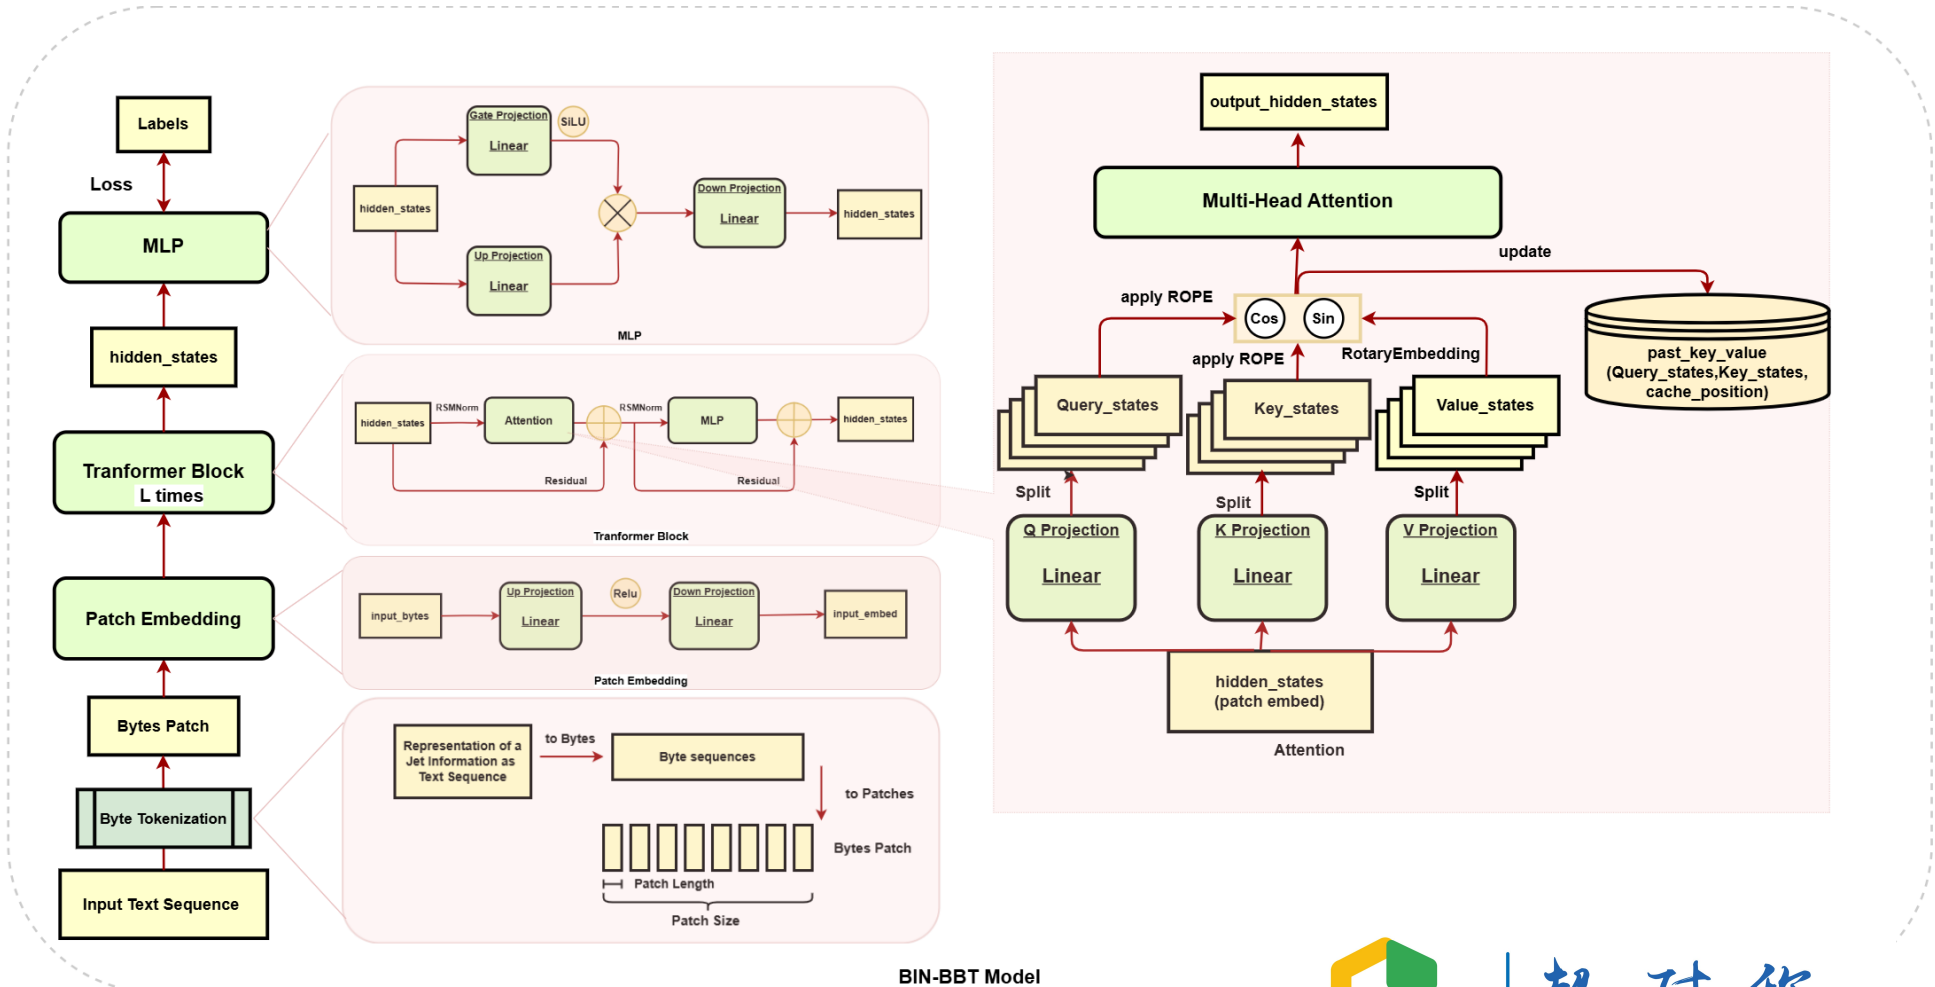 Labels
Loss
MLP
hidden_states
Tranformer Block
L times
Patch Embedding
Bytes Patch
Byte Tokenization
Input Text Sequence
Gate Projection
Linear
SiLU
hidden_states
Up Projection
Linear
Down Projection
Linear
hidden_states
MLP
hidden_states
RSMNorm
Attention
RSMNorm
MLP
hidden_states
Residual
Residual
Tranformer Block
input_bytes
Up Projection
Linear
Relu
Down Projection
Linear
input_embed
Patch Embedding
Representation of a
Jet Information as
Text Sequence
to Bytes
Byte sequences
to Patches
Bytes Patch
Patch Length
Patch Size
output_hidden_states
Multi-Head Attention
update
apply ROPE
Cos
Sin
apply ROPE
RotaryEmbedding
past_key_value
(Query_states,Key_states,
cache_position)
Query_states
Key_states
Value_states
Split
Split
Split
Q Projection
Linear
K Projection
Linear
V Projection
Linear
hidden_states
(patch embed)
Attention
BIN-BBT Model